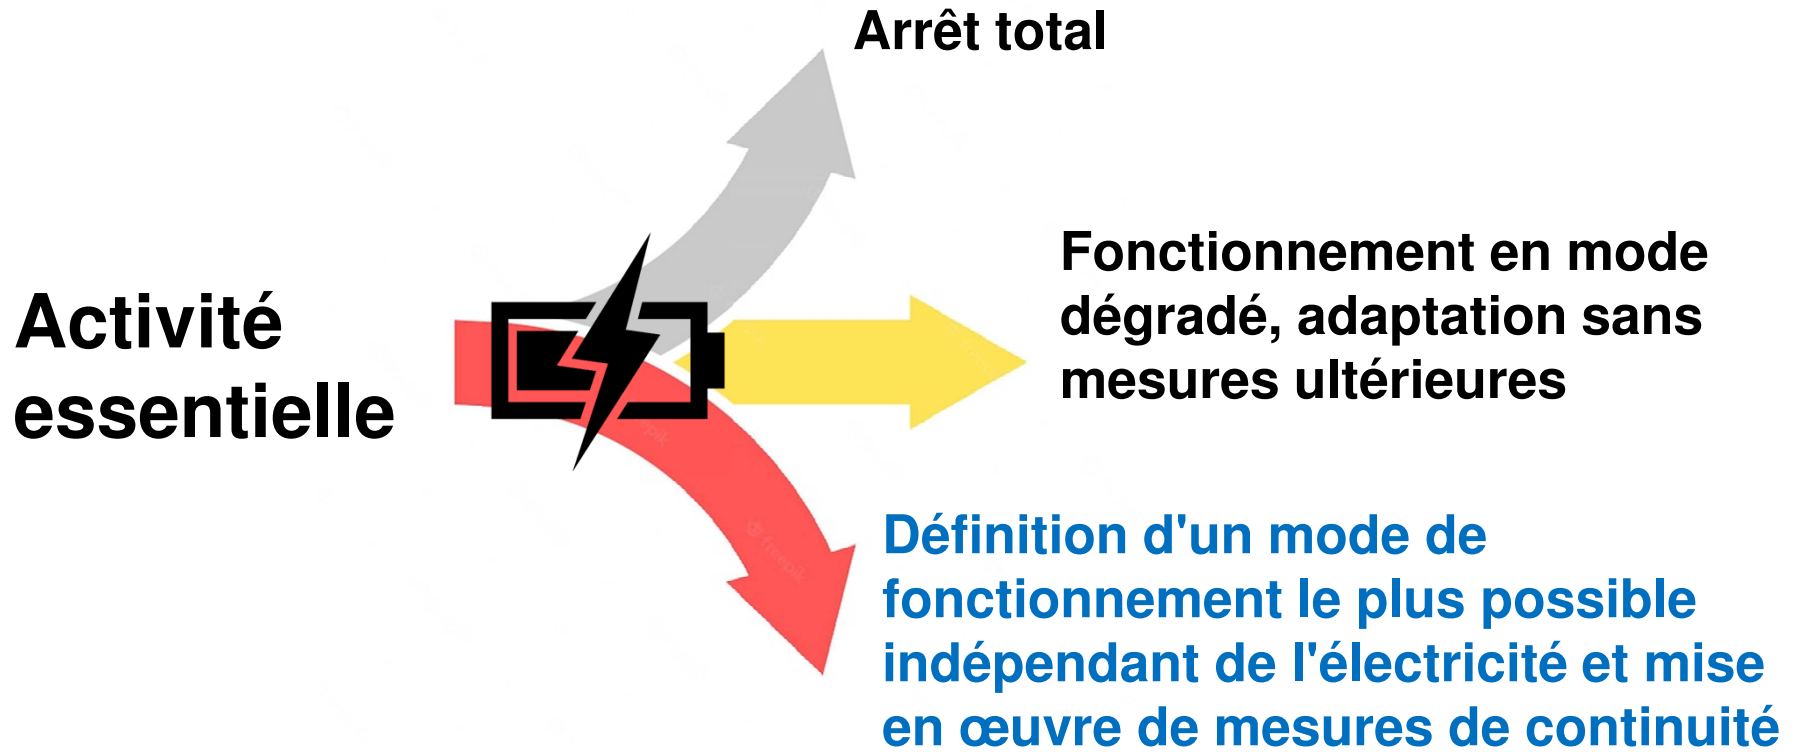 Arrêt total
Activité
essentielle
Fonctionnement en mode
dégradé, adaptation sans
mesures ultérieures
Définition d'un mode de
fonctionnement le plus possible
indépendant de l'électricité et mise
en œuvre de mesures de continuité
freepik